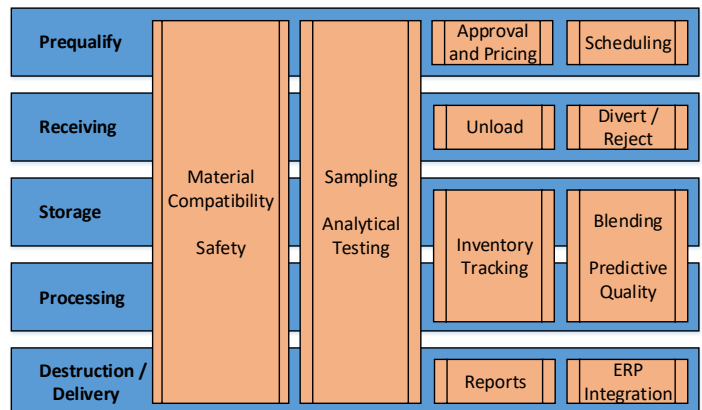 Prequalify
Approval
and Pricing
Scheduling
Receiving
Unload
Divert /
Reject
Material
Compatibility
Safety
Sampling
Analytical
Testing
Storage
Inventory
Tracking
Blending
Predictive
Quality
Processing
Destruction /
Delivery
Reports
ERP
Integration